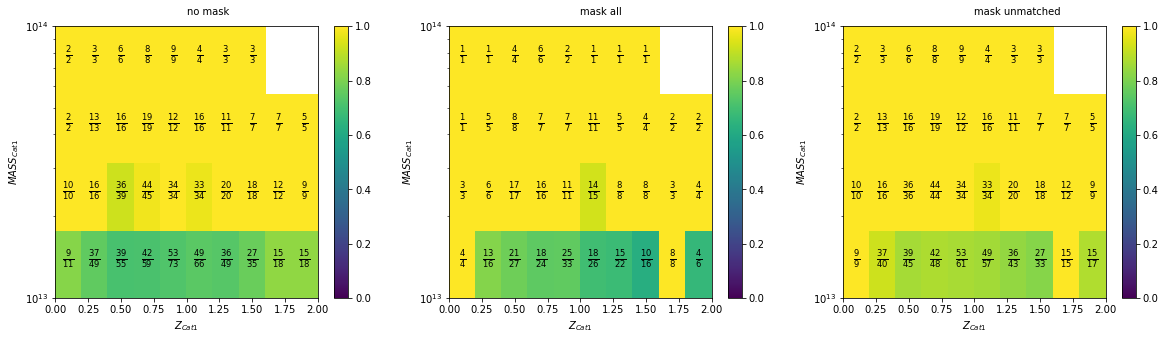 no mask
10^14
2/2 3/3 6/6 8/8 9/9 4/4 3/3 3/3
2/2 13/13 16/16 19/19 12/12 16/16 11/11 7/7 7/7 5/5
10/10 16/16 36/39 44/45 34/34 33/34 20/20 18/18 12/12 9/9
9/11 37/49 39/55 42/59 53/73 49/66 36/49 27/35 15/18 15/18
10^13
MASS_Cat1
0.00 0.25 0.50 0.75 1.00 1.25 1.50 1.75 2.00
Z_Cat1
1.0
0.8
0.6
0.4
0.2
0.0
mask all
10^14
1/1 1/1 4/4 6/6 2/2 1/1 1/1 1/1
1/1 5/5 8/8 7/7 7/7 11/11 5/5 4/4 2/2 2/2
3/3 6/6 17/17 16/16 11/11 14/15 8/8 8/8 3/3 4/4
4/4 13/16 21/27 18/24 25/33 18/26 15/22 10/16 8/8 4/6
10^13
MASS_Cat1
0.00 0.25 0.50 0.75 1.00 1.25 1.50 1.75 2.00
Z_Cat1
1.0
0.8
0.6
0.4
0.2
0.0
mask unmatched
10^14
2/2 3/3 6/6 8/8 9/9 4/4 3/3 3/3
2/2 13/13 16/16 19/19 12/12 16/16 11/11 7/7 7/7 5/5
10/10 16/16 36/36 44/44 34/34 33/34 20/20 18/18 12/12 9/9
9/9 37/40 39/45 42/48 53/61 49/57 36/43 27/33 15/15 15/17
10^13
MASS_Cat1
0.00 0.25 0.50 0.75 1.00 1.25 1.50 1.75 2.00
Z_Cat1
1.0
0.8
0.6
0.4
0.2
0.0